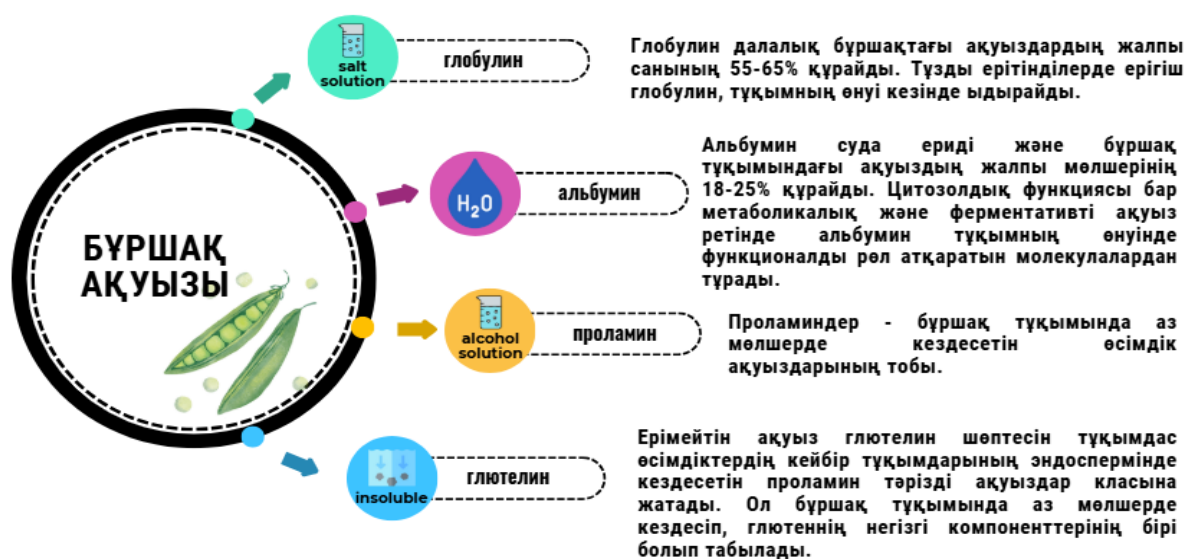 БҰРШАҚ
АҚУЫЗЫ
salt
solution
глобулин
Глобулин далалық бұршақтағы ақуыздардың жалпы
санының 55-65% құрайды. Тұзды ерітінділерде ерігіш
глобулин, тұқымның өнуі кезінде ыдырайды.
H₂O
альбумин
Альбумин суда ериді және бұршақ
тұқымындағы ақуыздың жалпы мөлшерінің
18-25% құрайды. Цитозолдық функциясы бар
метаболикалық және ферментативті ақуыз
ретінде альбумин тұқымның өнуінде
функционалды рөл атқаратын молекулалардан
тұрады.
alcohol
solution
проламин
Проламиндер - бұршақ тұқымында аз
мөлшерде кездесетін өсімдік
ақуыздарының тобы.
insoluble
глютелин
Ерімейтін ақуыз глютелин шөптесін тұқымдас
өсімдіктердің кейбір тұқымдарының эндоспермінде
кездесетін проламин тәрізді ақуыздар класына
жатады. Ол бұршақ тұқымында аз мөлшерде
кездесіп, глютеннің негізгі компоненттерінің бірі
болып табылады.